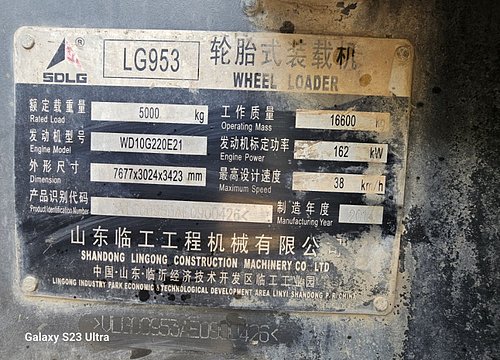 SDLG
LG953
轮胎式装载机
WHEEL LOADER
额定载重量 5000 kg
Rated Load
工作质量 16600
Operating Mass
发动机型号 WD10G220E21
Engine Model
发动机标定功率 162 kW
Engine Power
外形尺寸 7677x3024x3423 mm
Dimension
最高设计速度 38 km/h
Maximum Speed
产品识别代码
Product Identification Number
制造年度
Manufacturing Year
山东临工工程机械有限公司
SHANDONG LINGONG CONSTRUCTION MACHINERY CO LTD
中国·山东·临沂经济技术开发区临工工业园
LINGONG INDUSTRY PARK ECONOMIC & TECHNOLOGICAL DEVELOPMENT AREA LINYI SHANDONG P. R. CHINA
Galaxy S23 Ultra